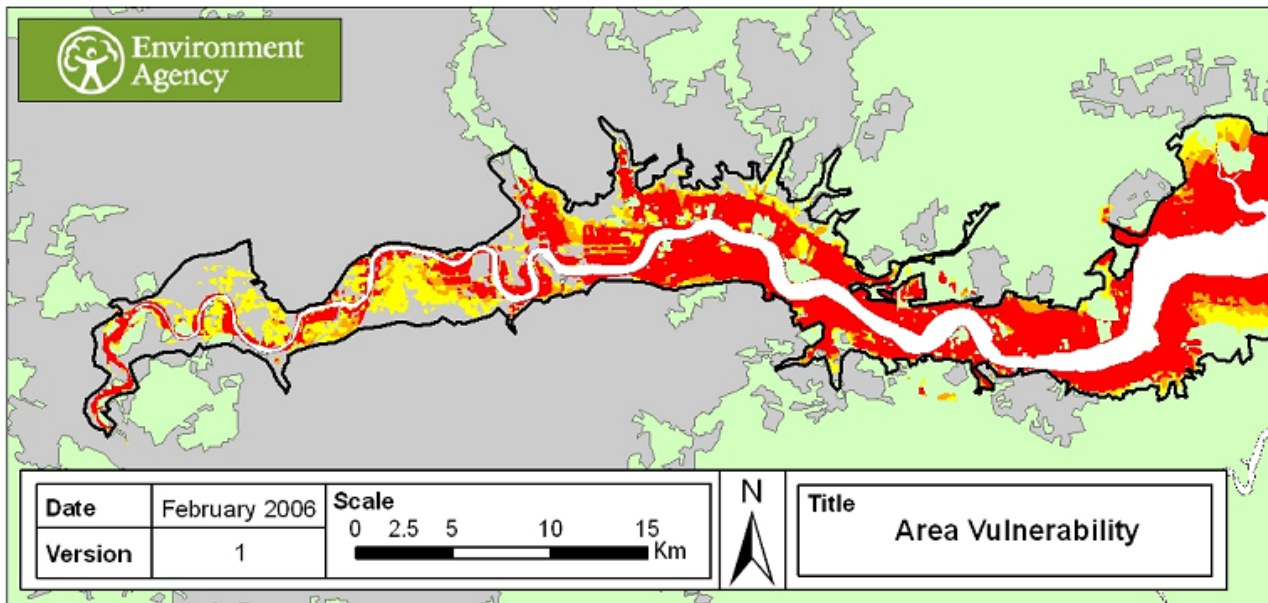 Environment
Agency
Date
February 2006
Version
1
Scale
0 2.5 5 10 15
Km
N
Title
Area Vulnerability